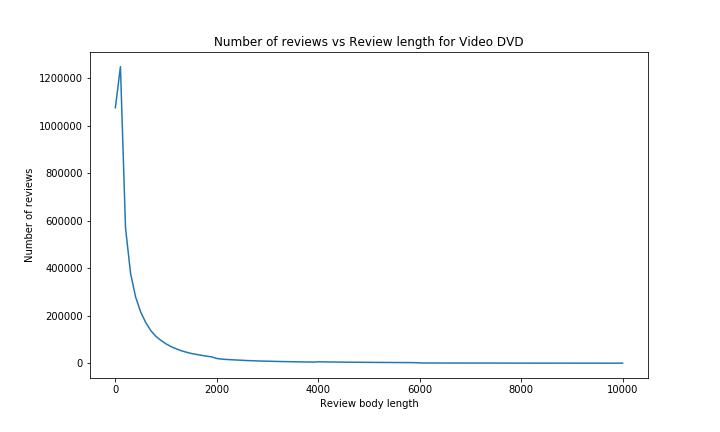 Number of reviews vs Review length for Video DVD
1200000
1000000
800000
600000
400000
200000
0
Number of reviews
0 2000 4000 6000 8000 10000
Review body length